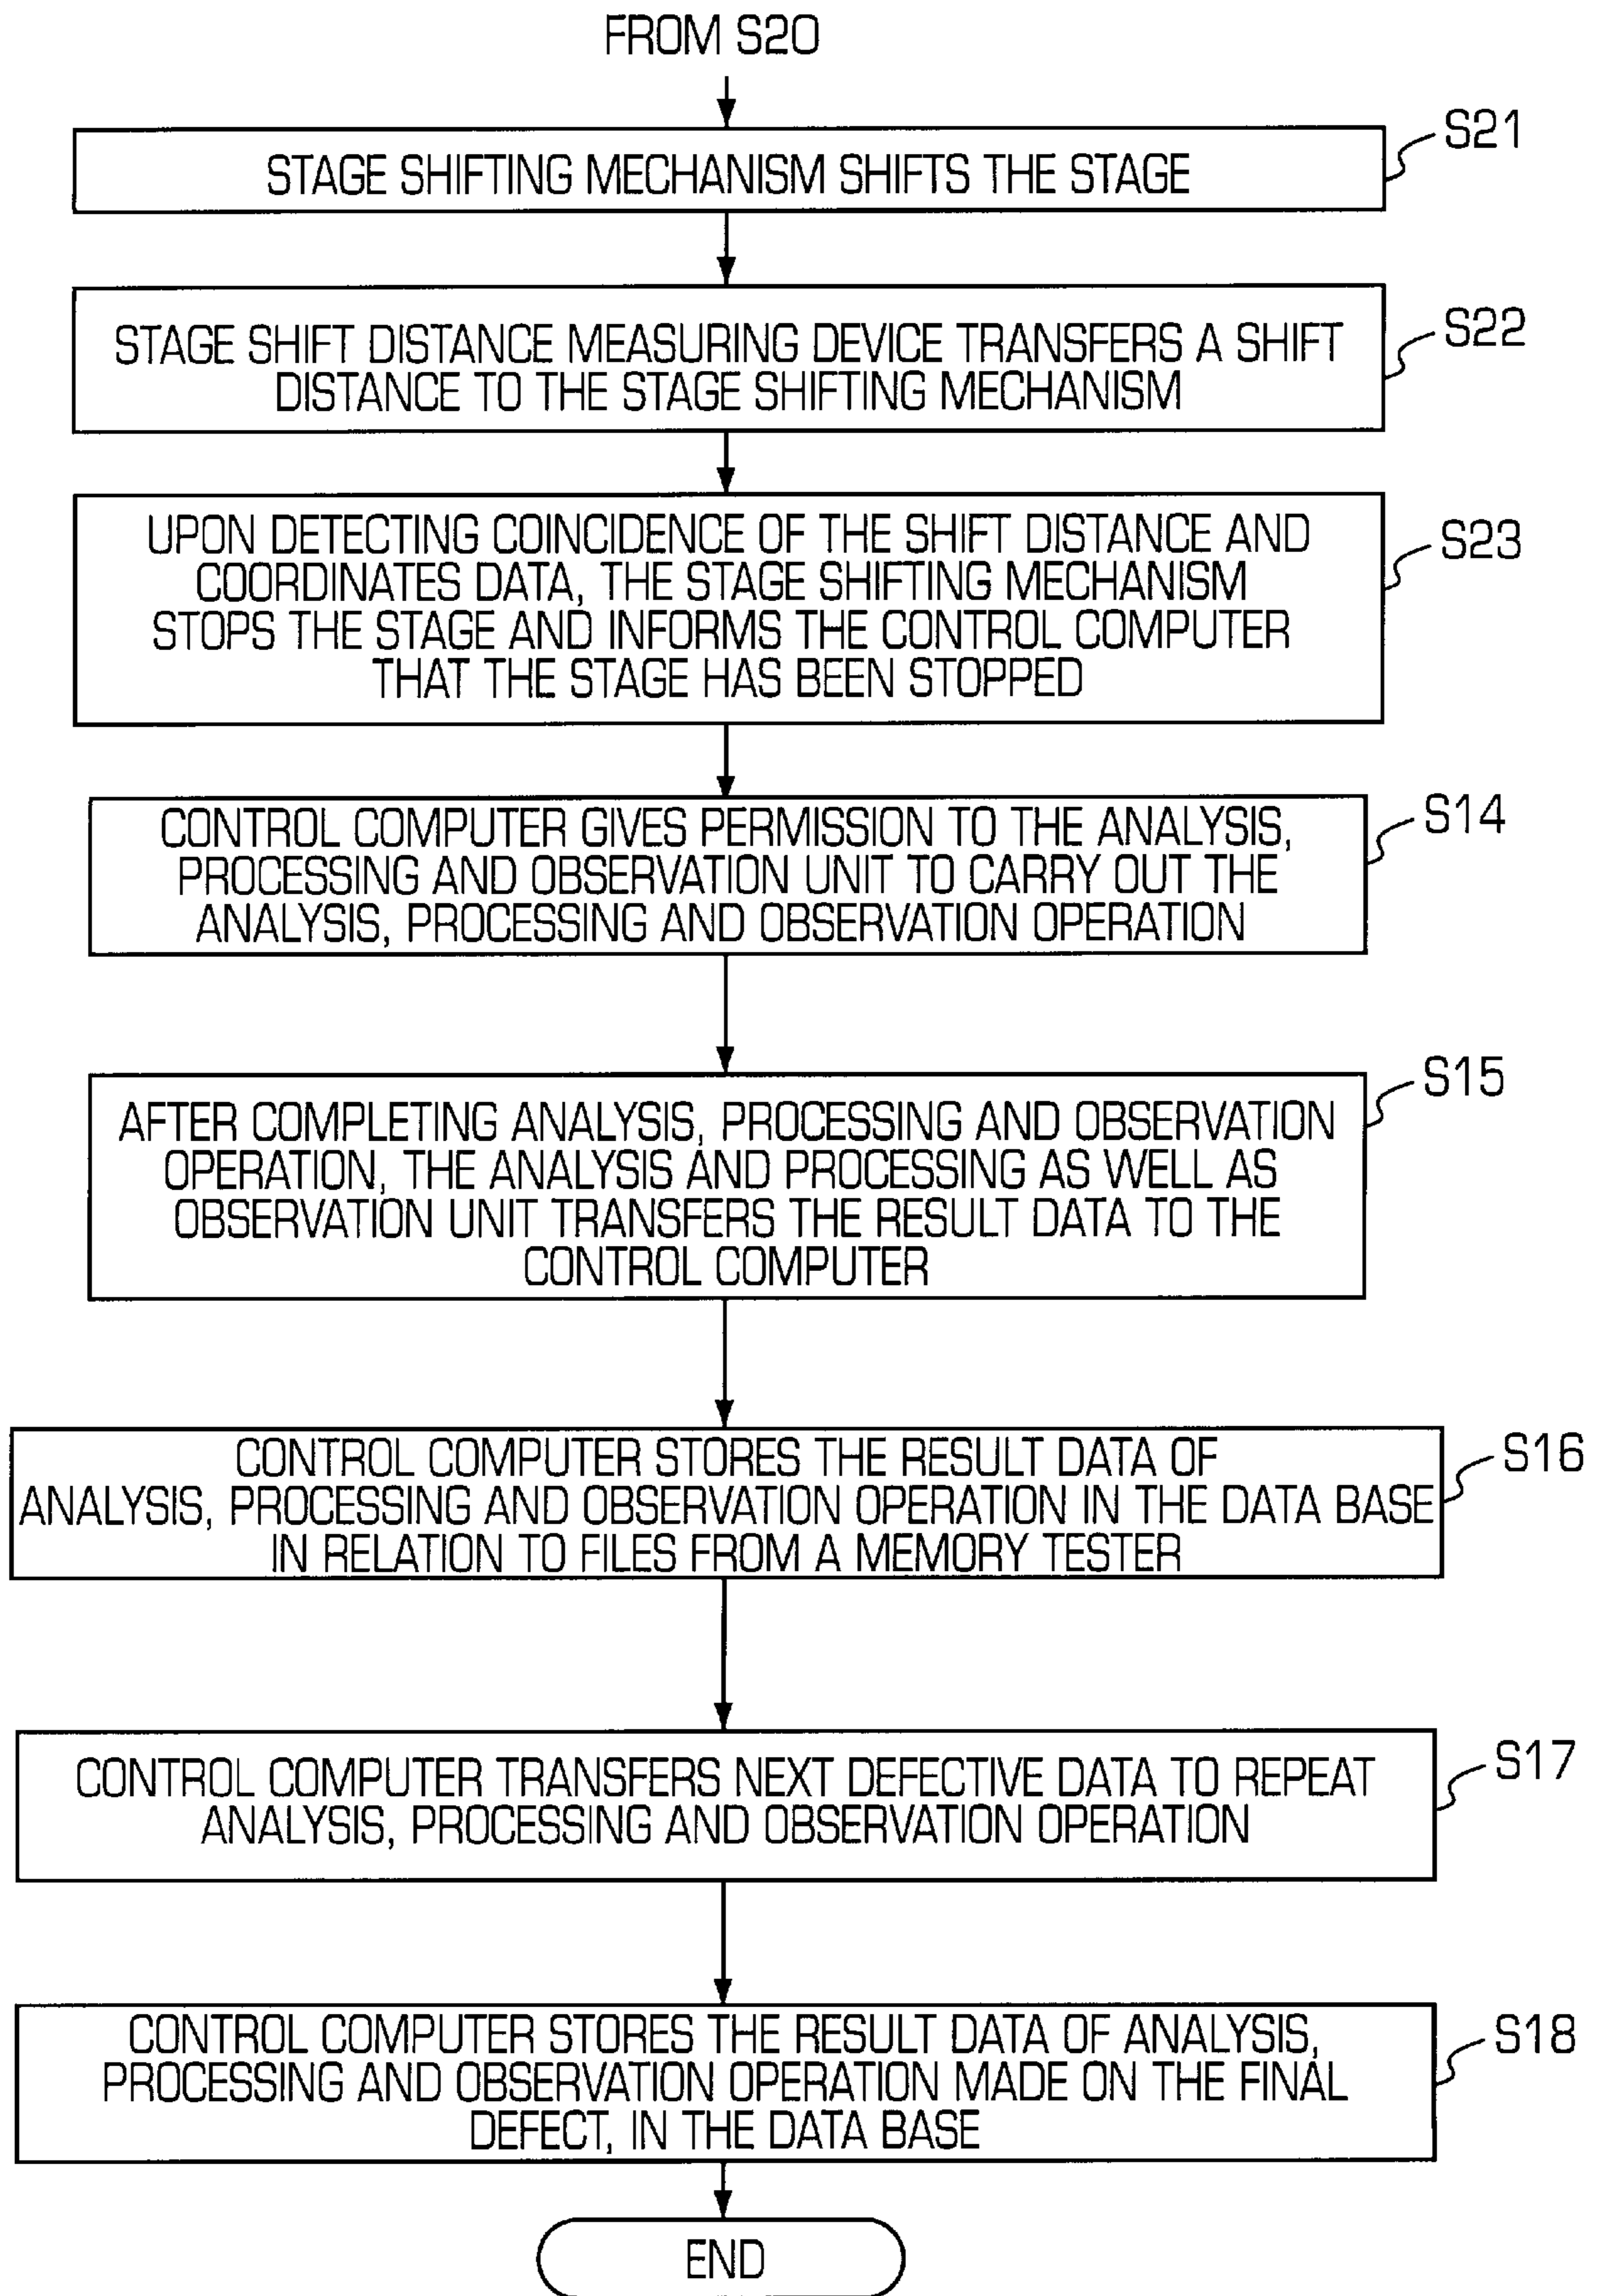 FROM S20
STAGE SHIFTING MECHANISM SHIFTS THE STAGE
S21
STAGE SHIFT DISTANCE MEASURING DEVICE TRANSFERS A SHIFT
DISTANCE TO THE STAGE SHIFTING MECHANISM
S22
UPON DETECTING COINCIDENCE OF THE SHIFT DISTANCE AND
COORDINATES DATA, THE STAGE SHIFTING MECHANISM
STOPS THE STAGE AND INFORMS THE CONTROL COMPUTER
THAT THE STAGE HAS BEEN STOPPED
S23
CONTROL COMPUTER GIVES PERMISSION TO THE ANALYSIS,
PROCESSING AND OBSERVATION UNIT TO CARRY OUT THE
ANALYSIS, PROCESSING AND OBSERVATION OPERATION
S14
AFTER COMPLETING ANALYSIS, PROCESSING AND OBSERVATION
OPERATION, THE ANALYSIS AND PROCESSING AS WELL AS
OBSERVATION UNIT TRANSFERS THE RESULT DATA TO THE
CONTROL COMPUTER
S15
CONTROL COMPUTER STORES THE RESULT DATA OF
ANALYSIS, PROCESSING AND OBSERVATION OPERATION IN THE DATA BASE
IN RELATION TO FILES FROM A MEMORY TESTER
S16
CONTROL COMPUTER TRANSFERS NEXT DEFECTIVE DATA TO REPEAT
ANALYSIS, PROCESSING AND OBSERVATION OPERATION
S17
CONTROL COMPUTER STORES THE RESULT DATA OF ANALYSIS,
PROCESSING AND OBSERVATION OPERATION MADE ON THE FINAL
DEFECT, IN THE DATA BASE
S18
END